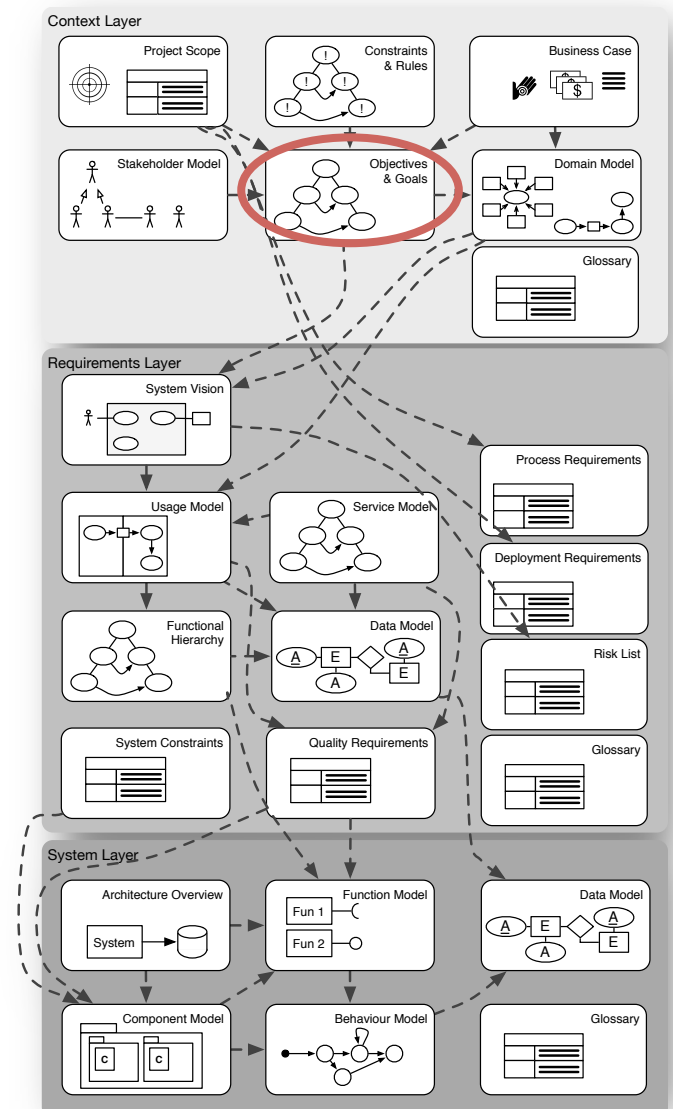 Context Layer
Project Scope
Constraints
& Rules
! 
! !
! !
Business Case
$
Stakeholder Model
Objectives
& Goals
Domain Model
Glossary
Requirements Layer
System Vision
Process Requirements
Usage Model
Service Model
Deployment Requirements
Functional
Hierarchy
Data Model
A E A
A E
Risk List
System Constraints
Quality Requirements
Glossary
System Layer
Architecture Overview
System
Function Model
Fun 1
Fun 2
Data Model
A E A
A E
Component Model
C C
Behaviour Model
Glossary